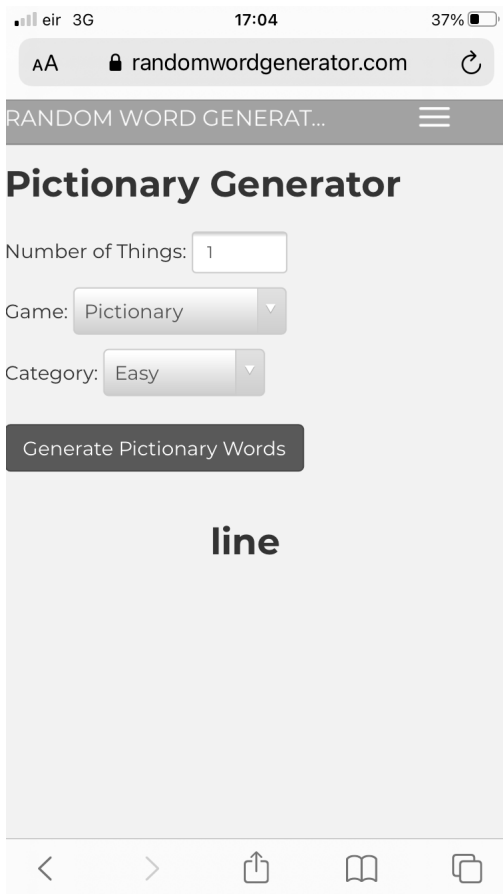 eir 3G 17:04 37%
AA randomwordgenerator.com
RANDOM WORD GENERAT...
Pictionary Generator
Number of Things: 1
Game: Pictionary
Category: Easy
Generate Pictionary Words
line